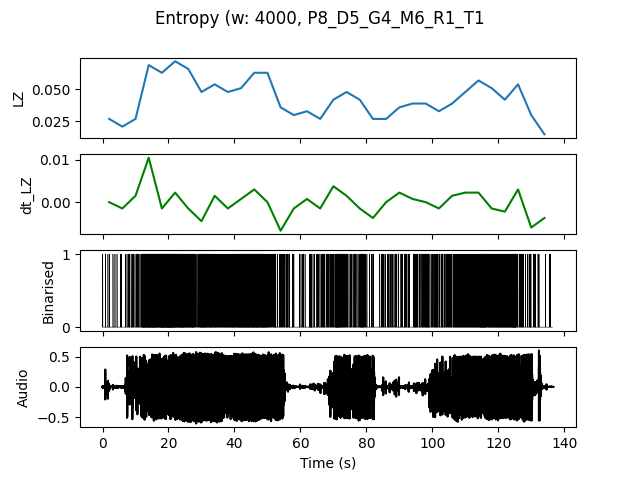 Entropy (w: 4000, P8_D5_G4_M6_R1_T1
LZ
0.050
0.025
dt_LZ
0.01
0.00
Binarised
1
0
Audio
0.5
0.0
−0.5
0 20 40 60 80 100 120 140
Time (s)